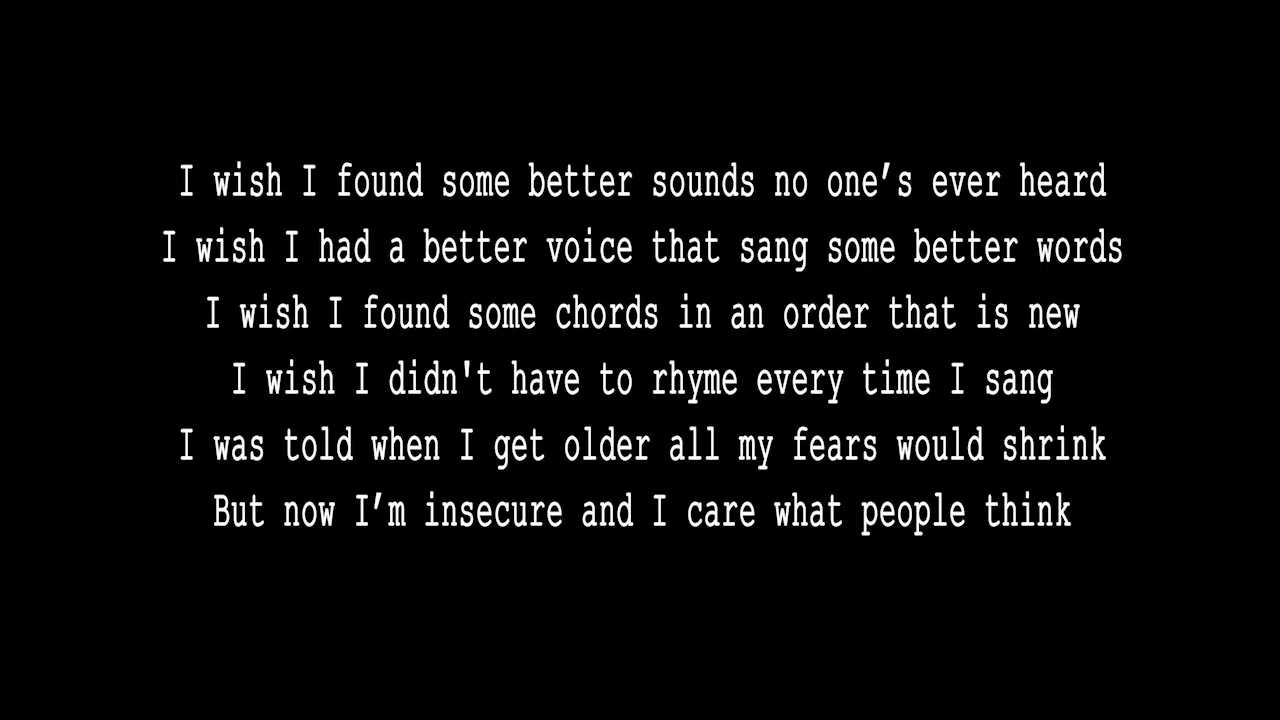 I wish I found some better sounds no one’s ever heard
I wish I had a better voice that sang some better words
I wish I found some chords in an order that is new
I wish I didn't have to rhyme every time I sang
I was told when I get older all my fears would shrink
But now I’m insecure and I care what people think